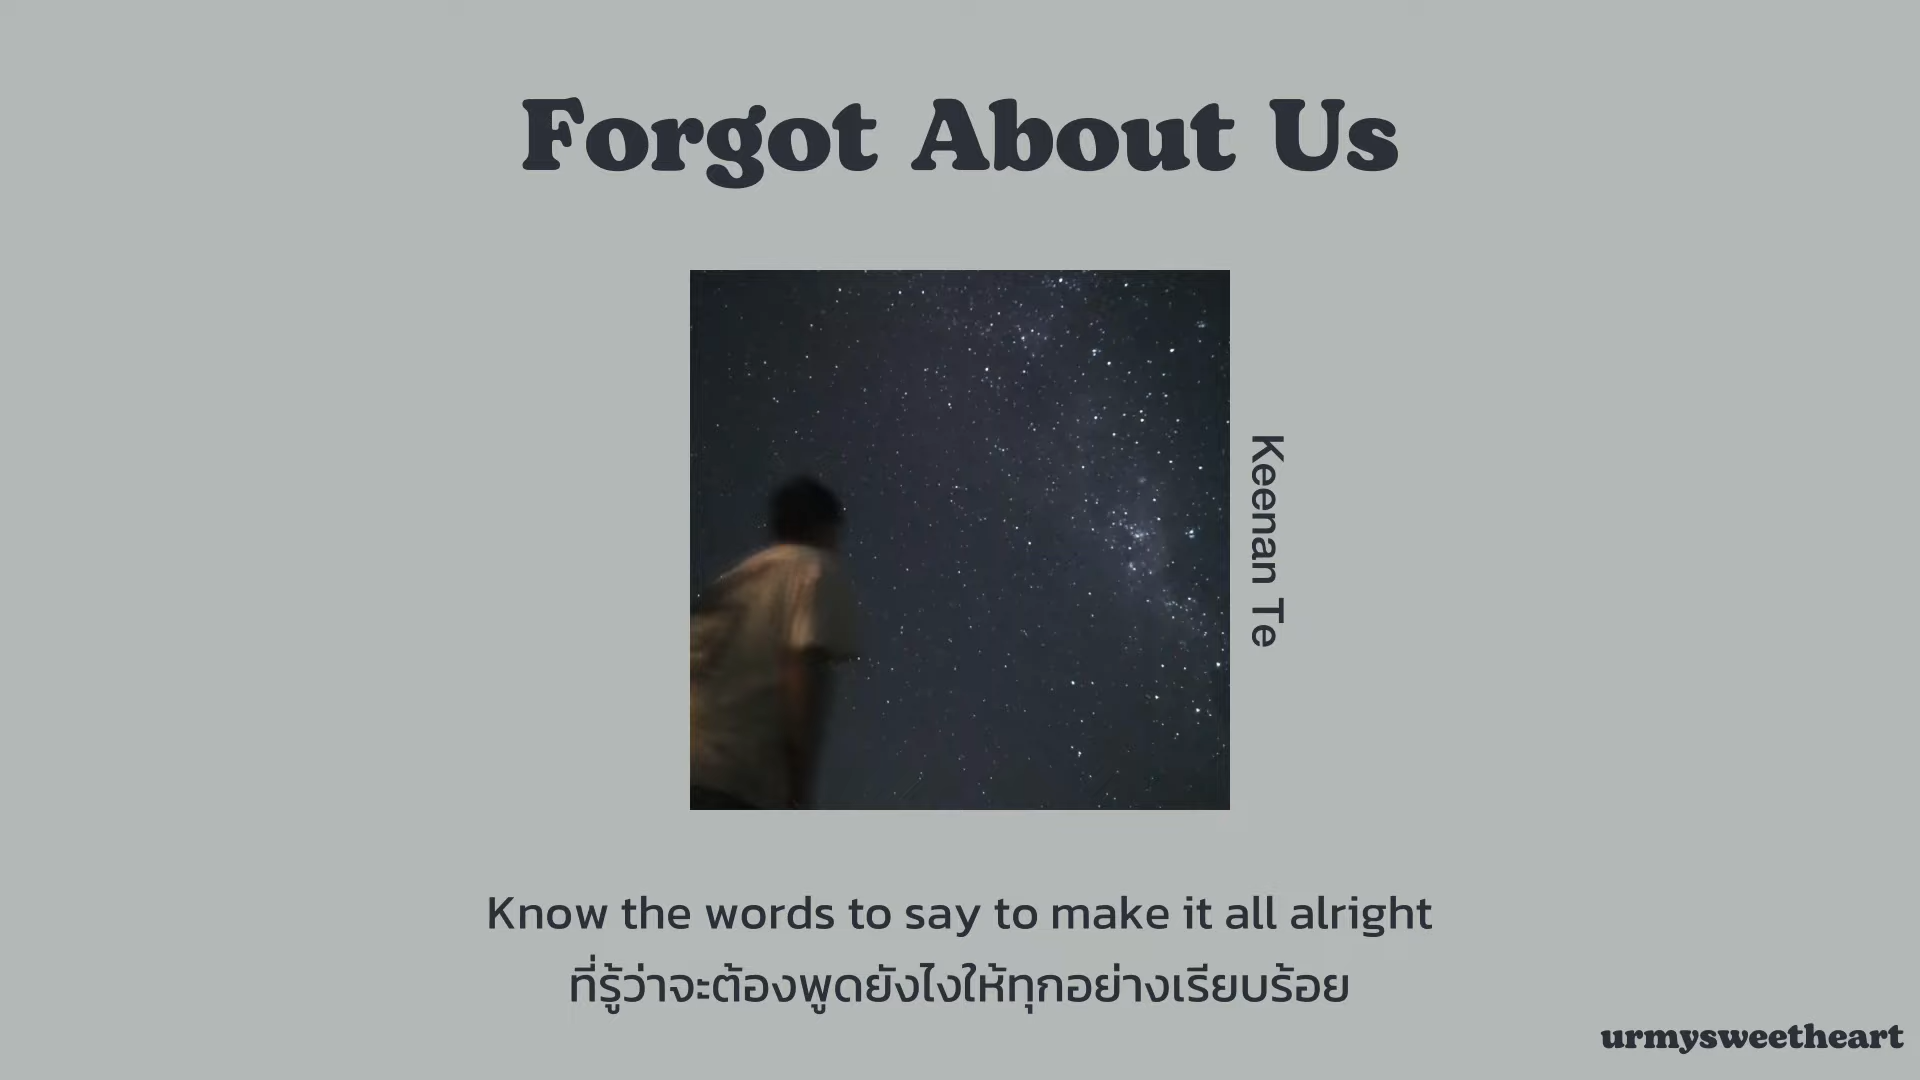 Forgot About Us
Keenan Te
Know the words to say to make it all alright
ที่รู้ว่าจะต้องพูดยังไงให้ทุกอย่างเรียบร้อย
urmysweetheart